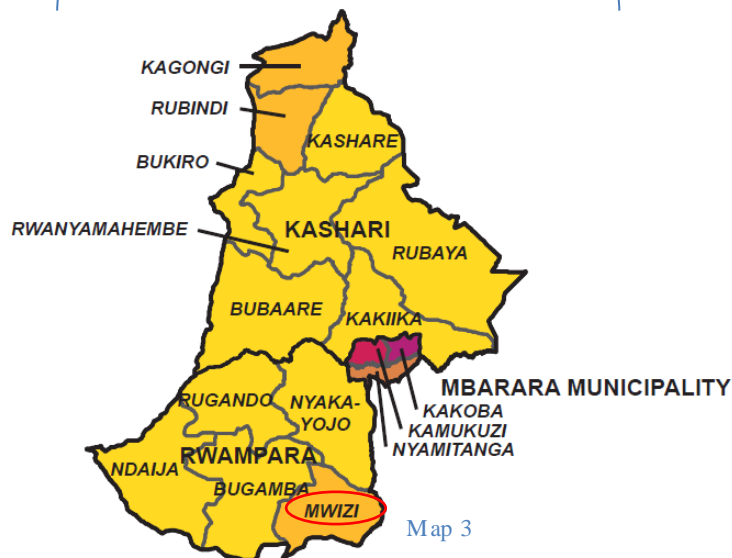 KAGONGI
RUBINDI
KASHARE
BUKIRO
RWANYAMAHEMBE
KASHARI
RUBAYA
BUBAARE
KAKIIKA
MBARARA MUNICIPALITY
KAKOBA
KAMUKUZI
NYAMITANGA
RUGANDO
NYAKA-
YOJO
RWAMPARA
NDAIJA
BUGAMBA
MWIZI
Map 3